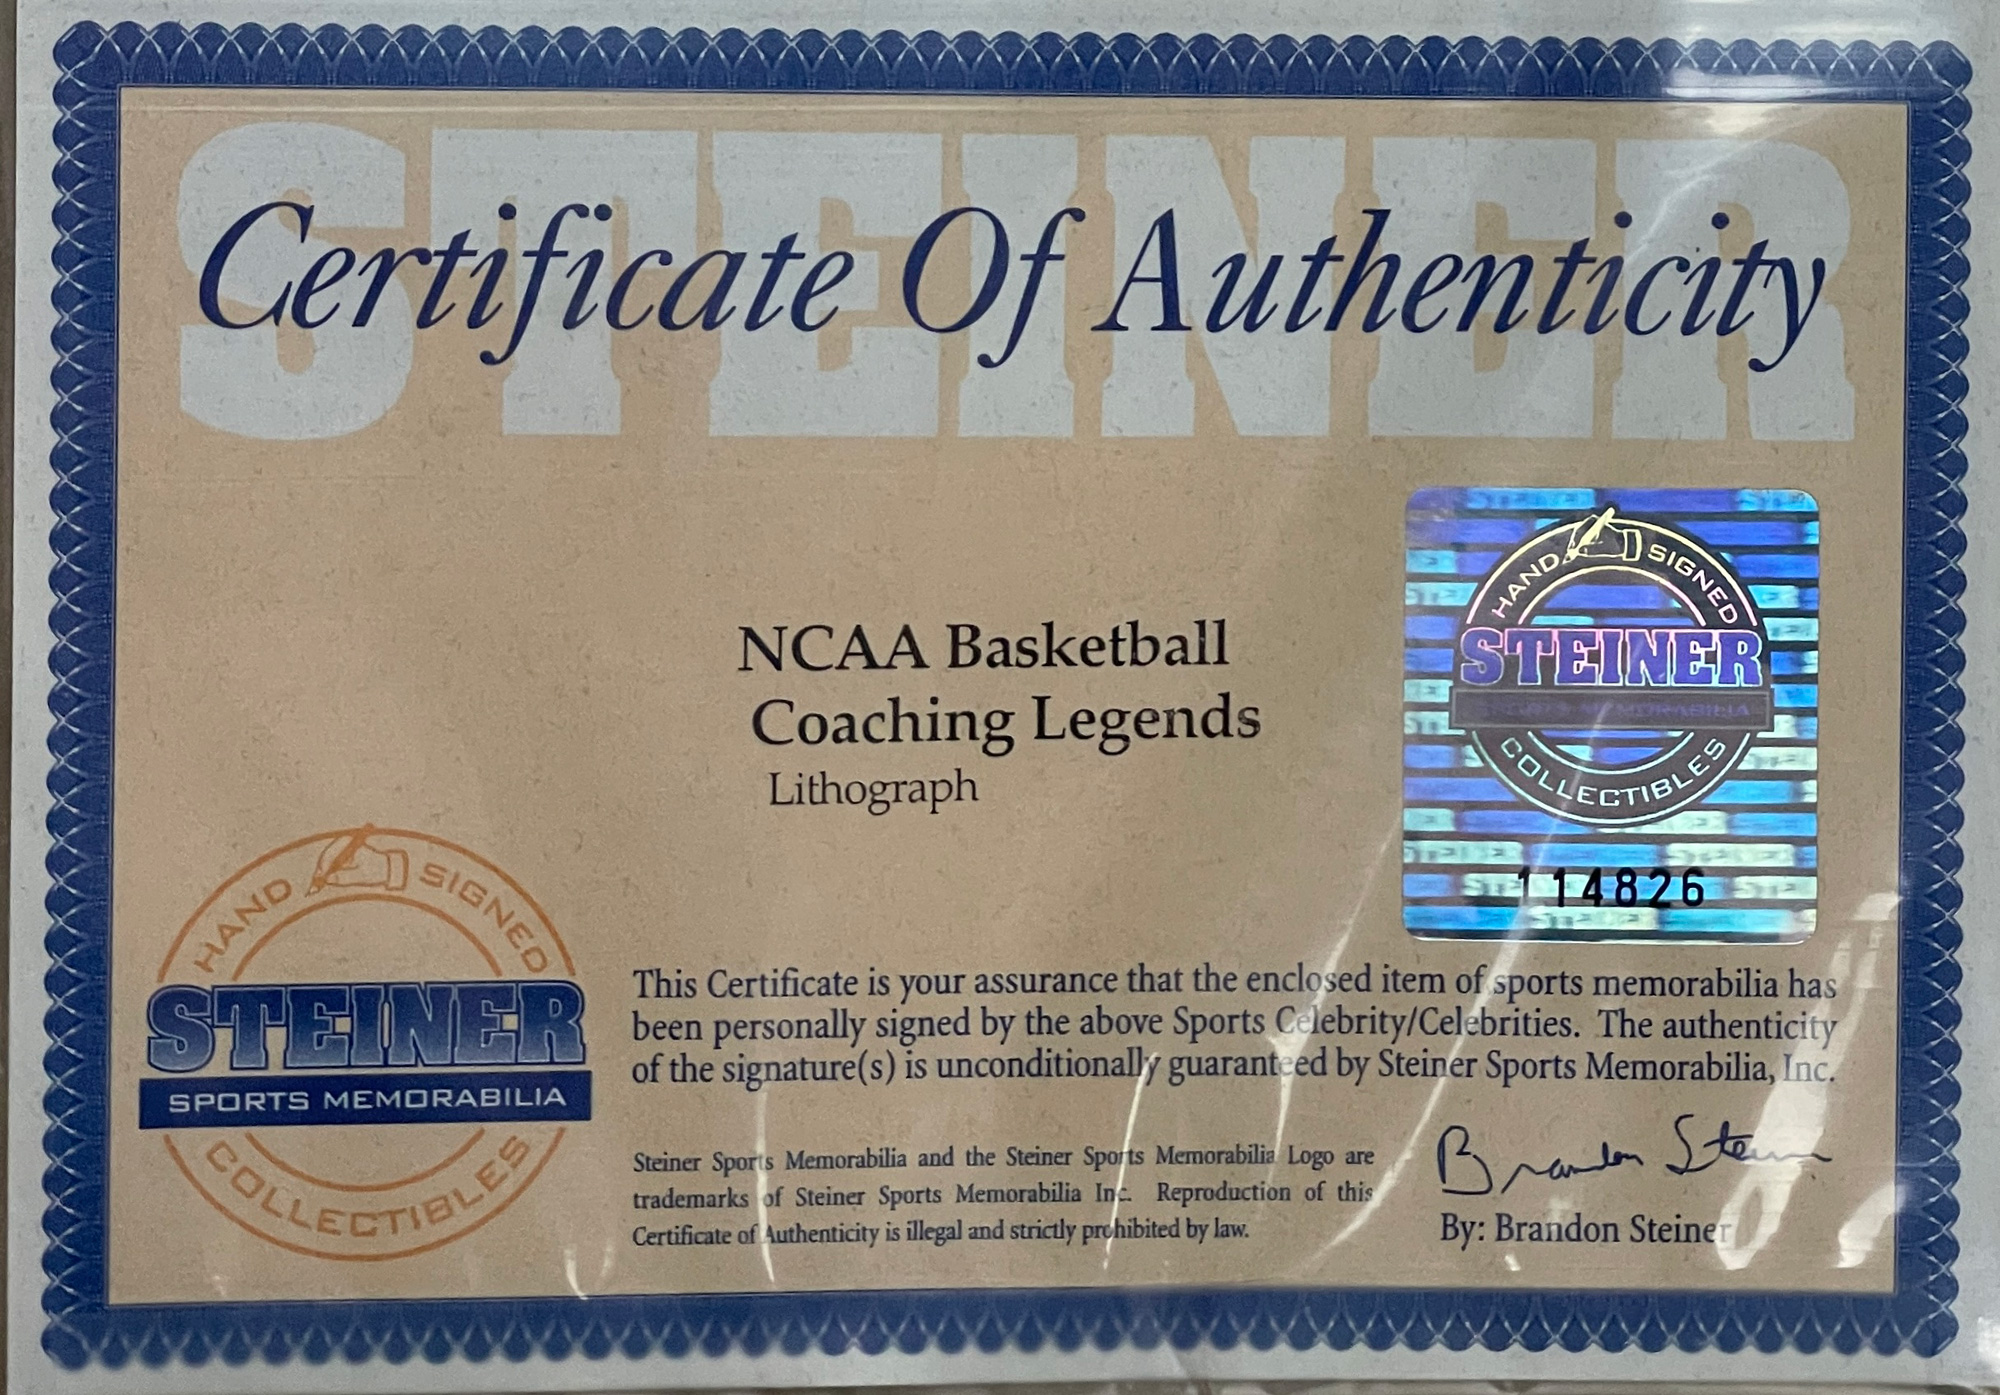 STEINER
Certificate Of Authenticity
NCAA Basketball
Coaching Legends
Lithograph
HAND SIGNED
STEINER
SPORTS MEMORABILIA
COLLECTIBLES
114826
HAND SIGNED
STEINER
SPORTS MEMORABILIA
COLLECTIBLES
This Certificate is your assurance that the enclosed item of sports memorabilia has
been personally signed by the above Sports Celebrity/Celebrities. The authenticity
of the signature(s) is unconditionally guaranteed by Steiner Sports Memorabilia, Inc.
Steiner Sports Memorabilia and the Steiner Sports Memorabilia Logo are
trademarks of Steiner Sports Memorabilia Inc. Reproduction of this
Certificate of Authenticity is illegal and strictly prohibited by law.
Brandon Steiner
By: Brandon Steiner